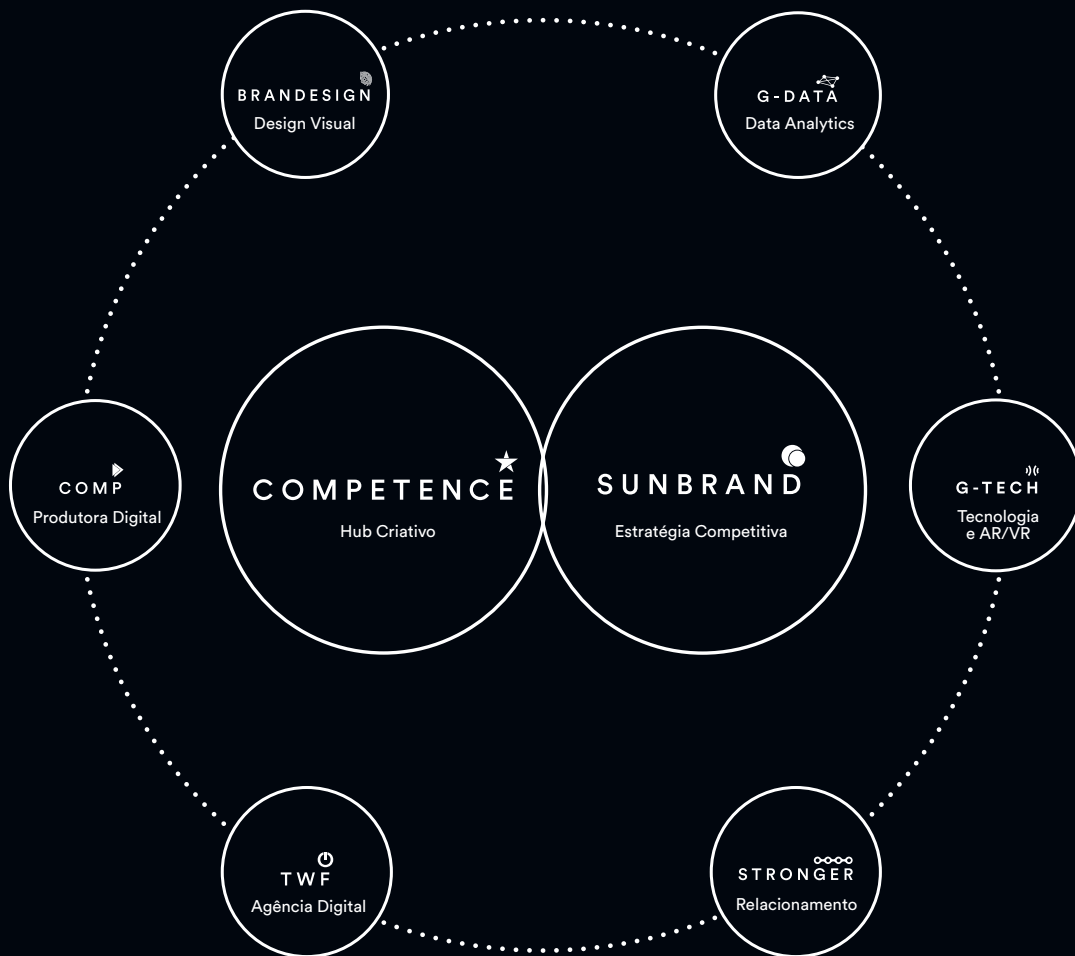 BRANDESIGN
Design Visual
G-DATA
Data Analytics
COMP
Produtora Digital
COMPETENCE
Hub Criativo
SUNBRAND
Estratégia Competitiva
G-TECH
Tecnologia
e AR/VR
TWF
Agência Digital
STRONGER
Relacionamento